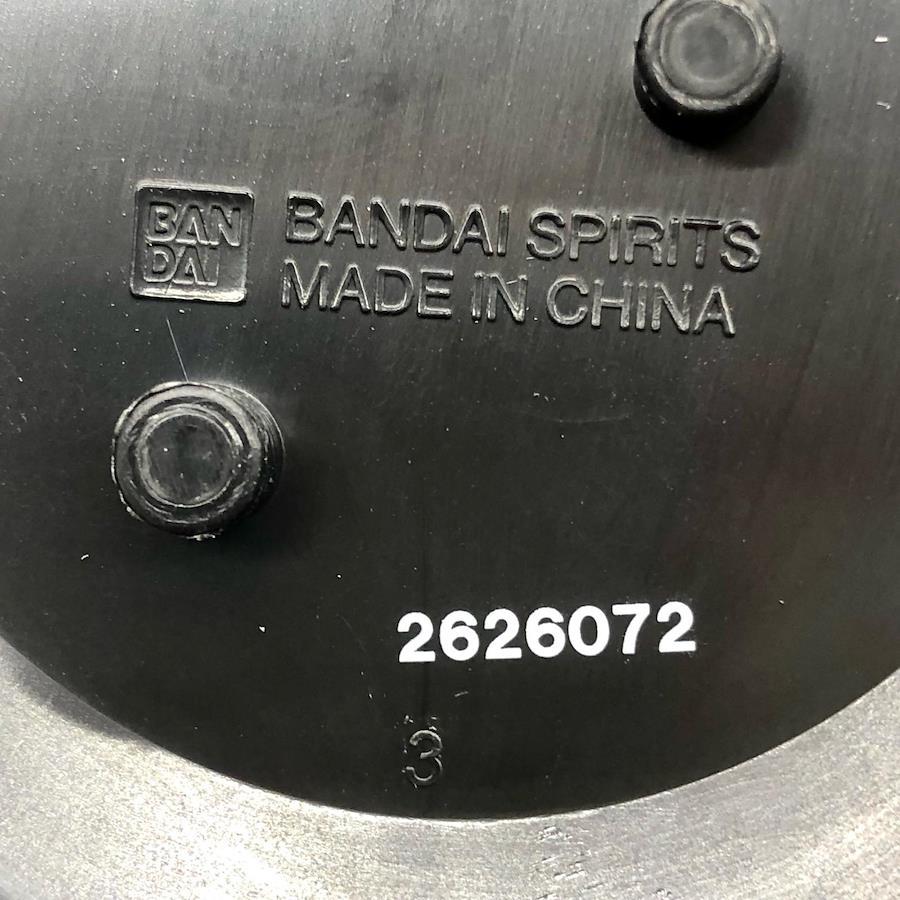 BAN
DAI
BANDAI SPIRITS
MADE IN CHINA
2626072
3